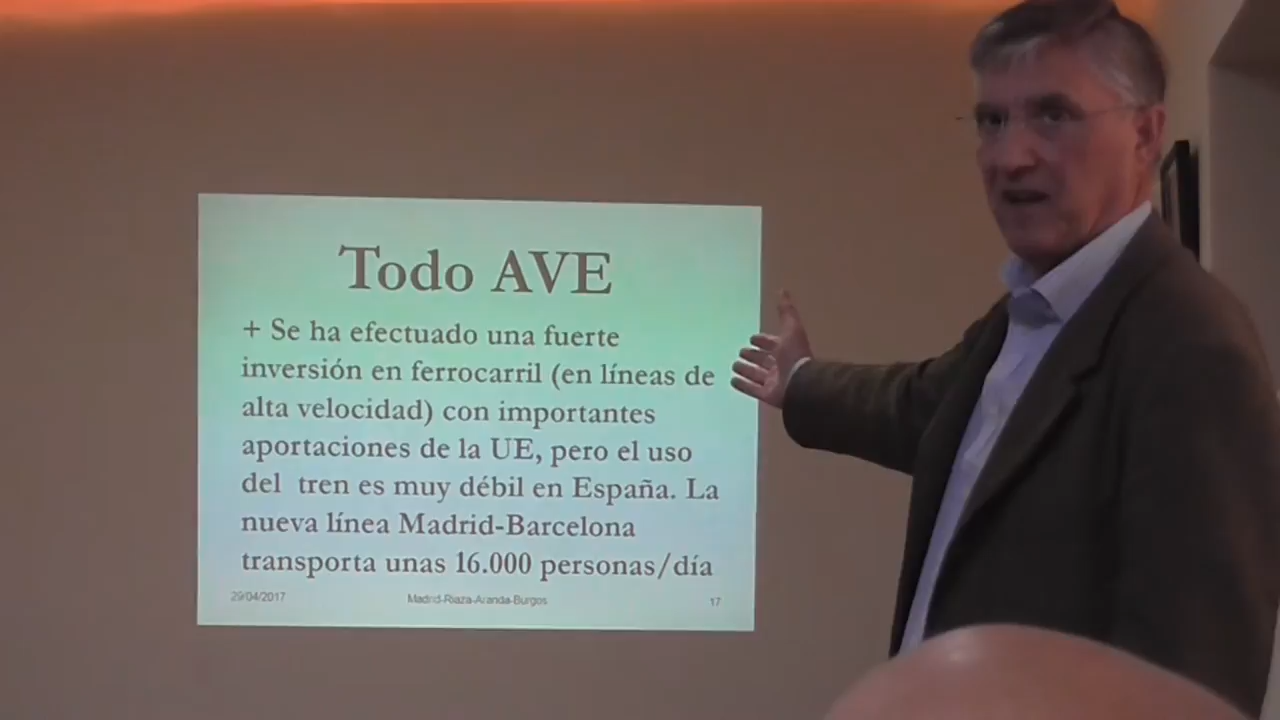 Todo AVE
+ Se ha efectuado una fuerte
inversión en ferrocarril (en líneas de
alta velocidad) con importantes
aportaciones de la UE, pero el uso
del tren es muy débil en España. La
nueva línea Madrid-Barcelona
transporta unas 16.000 personas/día
29/04/2017 Madrid-Riaza-Aranda-Burgos 17